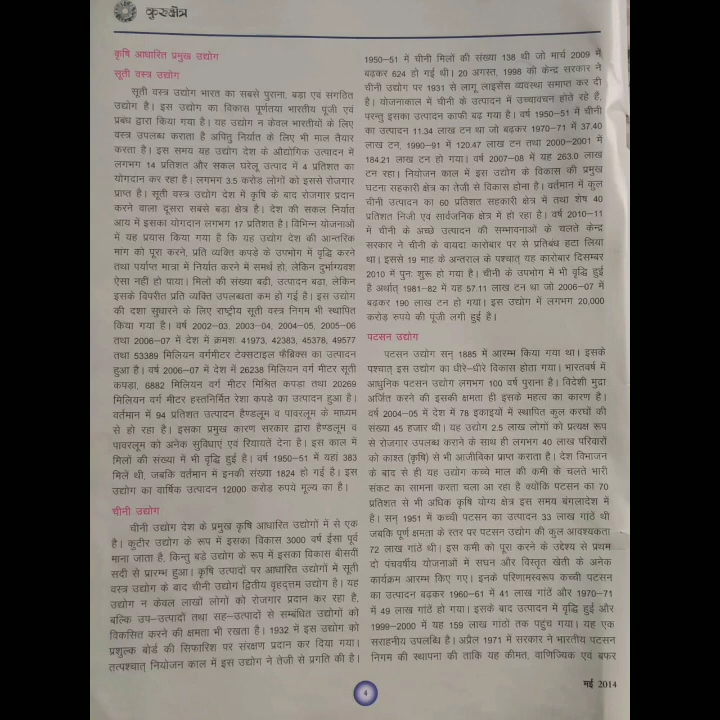 कुरुक्षेत्र
कृषि आधारित प्रमुख उद्योग
सूती वस्त्र उद्योग
सूती वस्त्र उद्योग भारत का सबसे पुराना, बड़ा एवं संगठित
उद्योग है। इस उद्योग का विकास पूर्णतया भारतीय पूंजी एवं
प्रबंध द्वारा किया गया है। यह उद्योग न केवल भारतीयों के लिए
वस्त्र उपलब्ध कराता है अपितु निर्यात के लिए भी माल तैयार
करता है। इस समय यह उद्योग देश के औद्योगिक उत्पादन में
लगभग 14 प्रतिशत और सकल घरेलू उत्पाद में 4 प्रतिशत का
योगदान कर रहा है। लगभग 3.5 करोड़ लोगों को इससे रोजगार
प्राप्त है। सूती वस्त्र उद्योग देश में कृषि के बाद रोजगार प्रदान
करने वाला दूसरा सबसे बड़ा क्षेत्र है। देश की सकल निर्यात
आय में इसका योगदान लगभग 17 प्रतिशत है। विभिन्न योजनाओं
में यह प्रयास किया गया है कि यह उद्योग देश की आन्तरिक
मांग को पूरा करने, प्रति व्यक्ति कपड़े के उपभोग में वृद्धि करने
तथा पर्याप्त मात्रा में निर्यात करने में समर्थ हो, लेकिन दुर्भाग्यवश
ऐसा नहीं हो पाया। मिलों की संख्या बढ़ी, उत्पादन बढ़ा, लेकिन
इसके विपरीत प्रति व्यक्ति उपलब्धता कम हो गई है। इस उद्योग
की दशा सुधारने के लिए राष्ट्रीय सूती वस्त्र निगम भी स्थापित
किया गया है। वर्ष 2002-03, 2003-04, 2004-05, 2005-06
तथा 2006-07 में देश में क्रमशः 41973, 42383, 45378, 49577
तथा 53389 मिलियन वर्गमीटर टेक्सटाइल फैब्रिक्स का उत्पादन
हुआ है। वर्ष 2006-07 में देश में 26238 मिलियन वर्ग मीटर सूती
कपड़ा, 6882 मिलियन वर्ग मीटर मिश्रित कपड़ा तथा 20269
मिलियन वर्ग मीटर हस्तनिर्मित रेशा कपड़े का उत्पादन हुआ है।
वर्तमान में 94 प्रतिशत उत्पादन हैण्डलूम व पावरलूम के माध्यम
से हो रहा है। इसका प्रमुख कारण सरकार द्वारा हैण्डलूम व
पावरलूम को अनेक सुविधाएं एवं रियायतें देना है। इस काल में
मिलों की संख्या में भी वृद्धि हुई है। वर्ष 1950-51 में यहां 383
मिलें थी, जबकि वर्तमान में इनकी संख्या 1824 हो गई है। इस
उद्योग का वार्षिक उत्पादन 12000 करोड़ रुपये मूल्य का है।
चीनी उद्योग
चीनी उद्योग देश के प्रमुख कृषि आधारित उद्योगों में से एक
है। कुटीर उद्योग के रूप में इसका विकास 3000 वर्ष ईसा पूर्व
माना जाता है, किन्तु बड़े उद्योग के रूप में इसका विकास बीसवीं
सदी से प्रारम्भ हुआ। कृषि उत्पादों पर आधारित उद्योगों में सूती
वस्त्र उद्योग के बाद चीनी उद्योग द्वितीय वृहदत्तम उद्योग है। यह
उद्योग न केवल लाखों लोगों को रोजगार प्रदान कर रहा है,
बल्कि उप-उत्पादों तथा सह-उत्पादों से सम्बंधित उद्योगों को
विकसित करने की क्षमता भी रखता है। 1932 में इस उद्योग को
प्रशुल्क बोर्ड की सिफारिश पर संरक्षण प्रदान कर दिया गया।
तत्पश्चात् नियोजन काल में इस उद्योग ने तेजी से प्रगति की है।
1950-51 में चीनी मिलों की संख्या 138 थी जो मार्च 2009 में
बढ़कर 624 हो गई थी। 20 अगस्त, 1998 को केन्द्र सरकार ने
चीनी उद्योग पर 1931 से लागू लाइसेंस व्यवस्था समाप्त कर दी
है। योजनाकाल में चीनी के उत्पादन में उच्चावचन होते रहे हैं,
परन्तु इसका उत्पादन काफी बढ़ गया है। वर्ष 1950-51 में चीनी
का उत्पादन 11.34 लाख टन था जो बढ़कर 1970-71 में 37.40
लाख टन, 1990-91 में 120.47 लाख टन तथा 2000-2001 में
184.21 लाख टन हो गया। वर्ष 2007-08 में यह 263.0 लाख
टन रहा। नियोजन काल में इस उद्योग के विकास की प्रमुख
घटना सहकारी क्षेत्र का तेजी से विकास होना है। वर्तमान में कुल
चीनी उत्पादन का 60 प्रतिशत सहकारी क्षेत्र में तथा शेष 40
प्रतिशत निजी एवं सार्वजनिक क्षेत्र में हो रहा है। वर्ष 2010-11
में चीनी के अच्छे उत्पादन की सम्भावनाओं के चलते केन्द्र
सरकार ने चीनी के वायदा कारोबार पर से प्रतिबंध हटा लिया
था। इससे 19 माह के अन्तराल के पश्चात् यह कारोबार दिसम्बर
2010 में पुनः शुरू हो गया है। चीनी के उपभोग में भी वृद्धि हुई
है अर्थात् 1981-82 में यह 57.11 लाख टन था जो 2006-07 में
बढ़कर 190 लाख टन हो गया। इस उद्योग में लगभग 20,000
करोड़ रुपये की पूंजी लगी हुई है।
पटसन उद्योग
पटसन उद्योग सन् 1885 में आरम्भ किया गया था। इसके
पश्चात् इस उद्योग का धीरे-धीरे विकास होता गया। भारतवर्ष में
आधुनिक पटसन उद्योग लगभग 100 वर्ष पुराना है। विदेशी मुद्रा
अर्जित करने की इसकी क्षमता ही इसके महत्व का कारण है।
वर्ष 2004-05 में देश में 78 इकाइयों में स्थापित कुल करघों की
संख्या 45 हजार थी। यह उद्योग 2.5 लाख लोगों को प्रत्यक्ष रूप
से रोजगार उपलब्ध कराने के साथ ही लगभग 40 लाख परिवारों
को काश्त (कृषि) से भी आजीविका प्राप्त कराता है। देश विभाजन
के बाद से ही यह उद्योग कच्चे माल की कमी के चलते भारी
संकट का सामना करता चला आ रहा है क्योंकि पटसन का 70
प्रतिशत से भी अधिक कृषि योग्य क्षेत्र इस समय बंगलादेश में
है। सन् 1951 में कच्ची पटसन का उत्पादन 33 लाख गांठें थी
जबकि पूर्ण क्षमता के स्तर पर पटसन उद्योग की कुल आवश्यकता
72 लाख गांठें थी। इस कमी को पूरा करने के उद्देश्य से प्रथम
दो पंचवर्षीय योजनाओं में सघन और विस्तृत खेती के अनेक
कार्यक्रम आरम्भ किए गए। इनके परिणामस्वरूप कच्ची पटसन
का उत्पादन बढ़कर 1960-61 में 41 लाख गांठें और 1970-71
में 49 लाख गांठें हो गया। इसके बाद उत्पादन में वृद्धि हुई और
1999-2000 में यह 159 लाख गांठों तक पहुंच गया। यह एक
सराहनीय उपलब्धि है। अप्रैल 1971 में सरकार ने भारतीय पटसन
निगम की स्थापना की ताकि यह कीमत, वाणिज्यिक एवं बफर
4
मई 2014